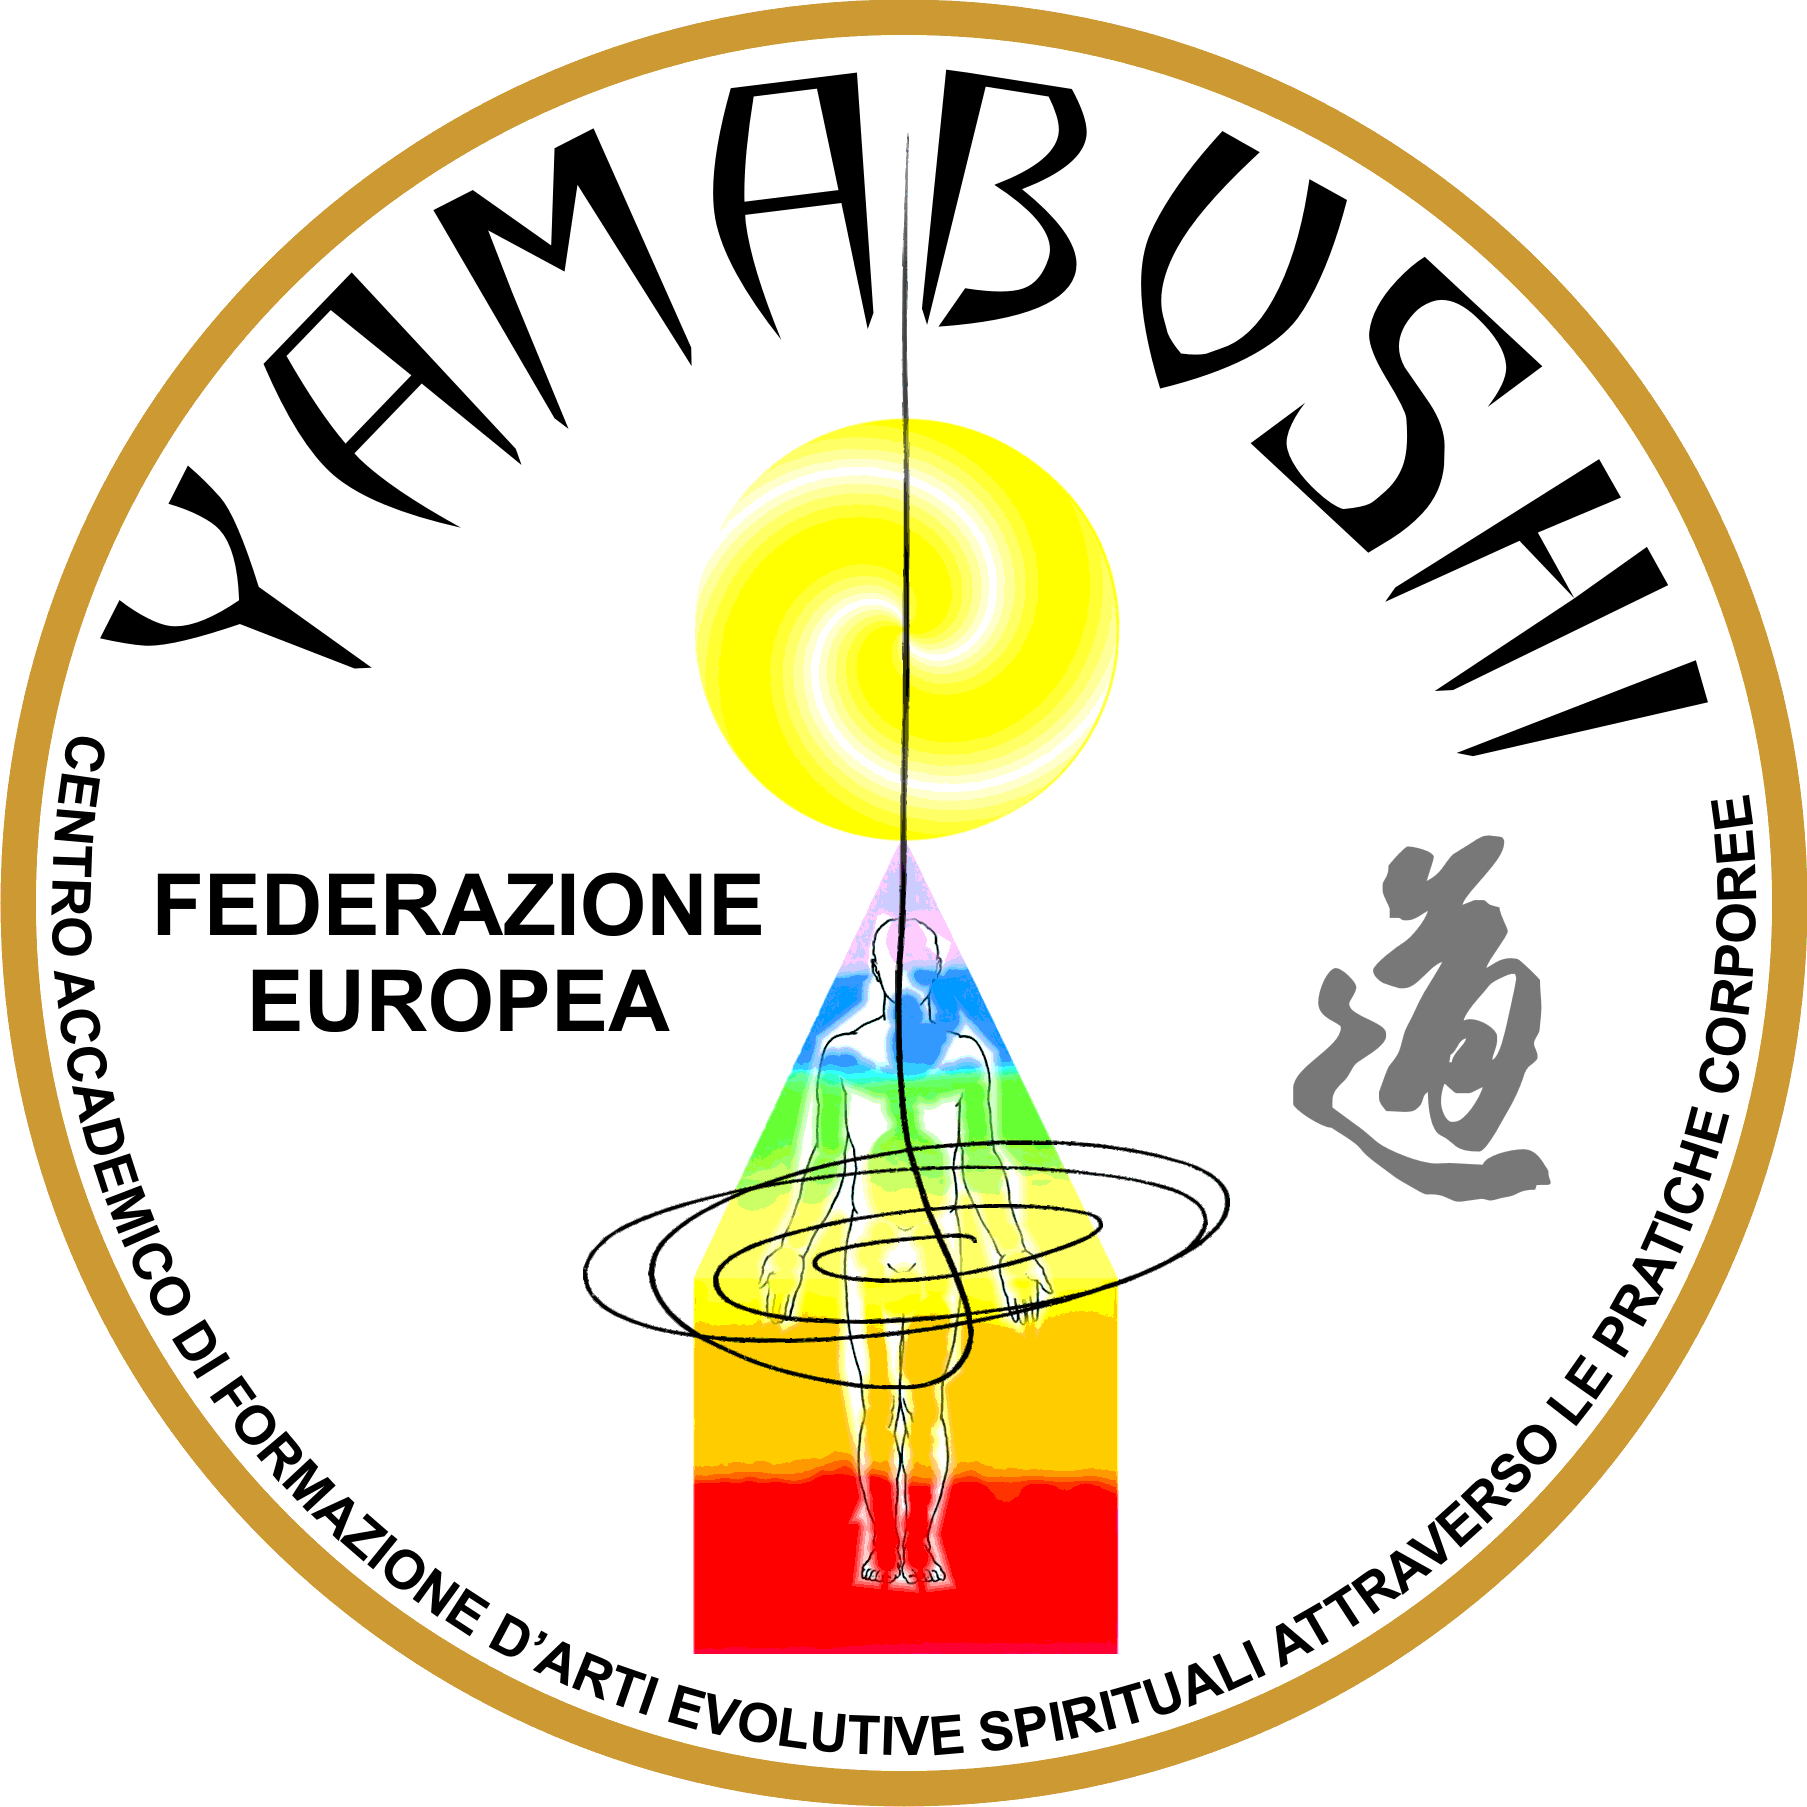 YAMABUSHI
FEDERAZIONE
EUROPEA
道
CENTRO ACCADEMICO DI FORMAZIONE D’ARTI EVOLUTIVE SPIRITUALI ATTRAVERSO LE PRATICHE CORPOREE